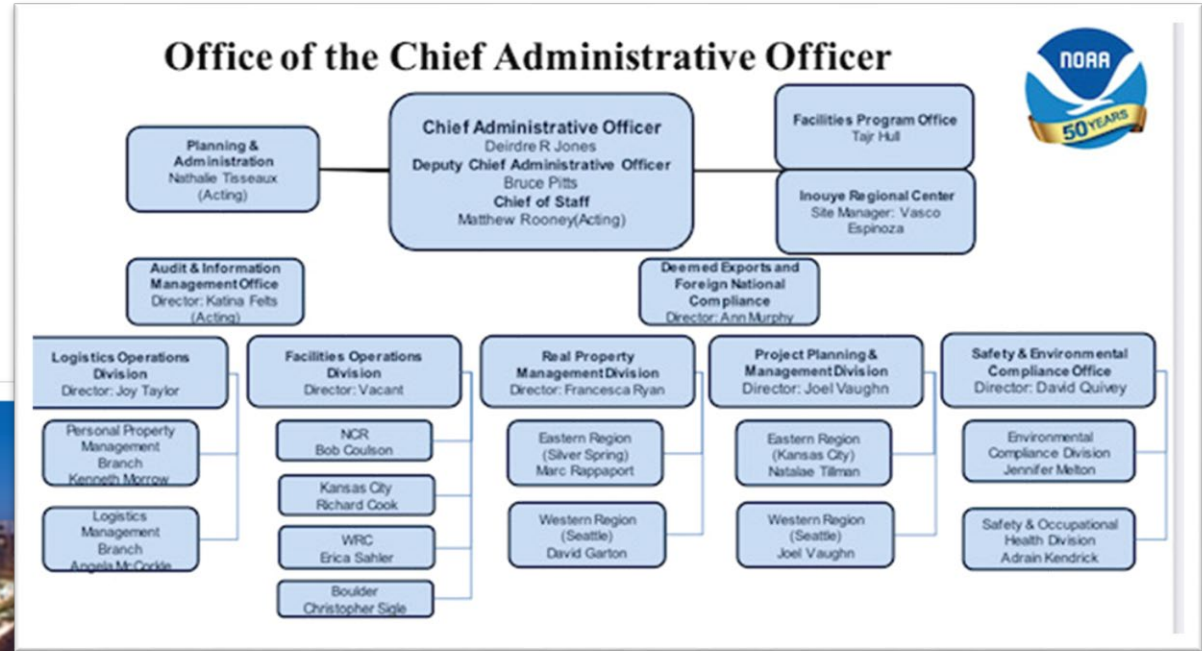 Office of the Chief Administrative Officer
NOAA
50 YEARS
Planning &
Administration
Nathalie Tisseaux
(Acting)
Chief Administrative Officer
Deirdre R Jones
Deputy Chief Administrative Officer
Bruce Pitts
Chief of Staff
Matthew Rooney(Acting)
Facilities Program Office
Tajr Hull
Inouye Regional Center
Site Manager: Vasco
Espinoza
Audit & Information
Management Office
Director: Katina Felts
(Acting)
Deemed Exports and
Foreign National
Compliance
Director: Ann Murphy
Logistics Operations
Division
Director: Joy Taylor
Personal Property
Management
Branch
Kenneth Morrow
Logistics
Management
Branch
Angela McCorkle
Facilities Operations
Division
Director: Vacant
NCR
Bob Coulson
Kansas City
Richard Cook
WRC
Erica Sahler
Boulder
Christopher Sigle
Real Property
Management Division
Director: Francesca Ryan
Eastern Region
(Silver Spring)
Marc Rappaport
Western Region
(Seattle)
David Garton
Project Planning &
Management Division
Director: Joel Vaughn
Eastern Region
(Kansas City)
Natalae Tillman
Western Region
(Seattle)
Joel Vaughn
Safety & Environmental
Compliance Office
Director: David Quivey
Environmental
Compliance Division
Jennifer Melton
Safety & Occupational
Health Division
Adrain Kendrick